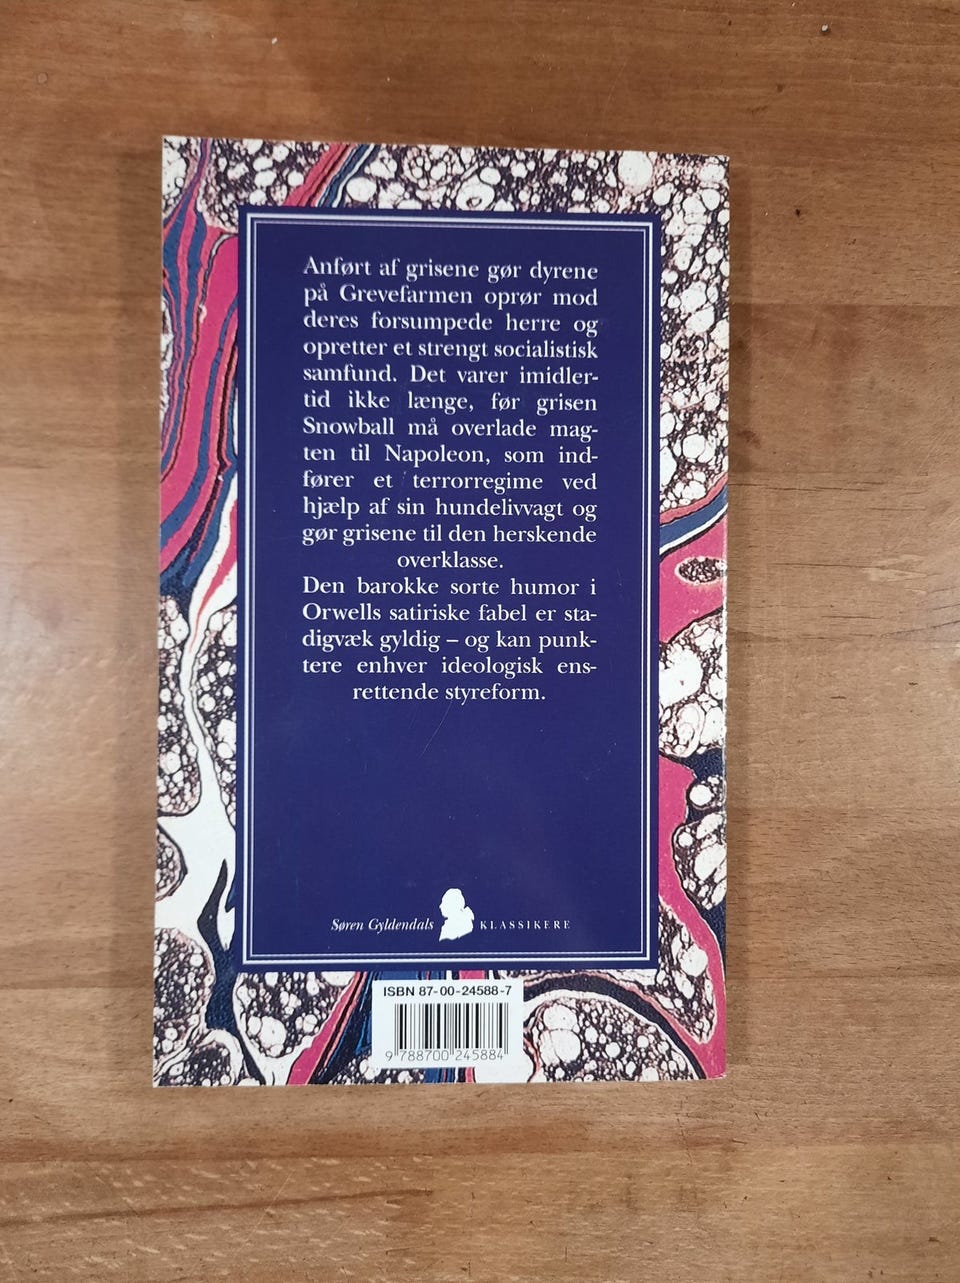 Anført af grisene gør dyrene
på Grevefarmen oprør mod
deres forsumpede herre og
opretter et strengt socialistisk
samfund. Det varer imidler-
tid ikke længe, før grisen
Snowball må overlade mag-
ten til Napoleon, som ind-
fører et terrorregime ved
hjælp af sin hundelivvagt og
gør grisene til den herskende
overklasse.
Den barokke sorte humor i
Orwells satiriske fabel er sta-
digvæk gyldig – og kan punk-
tere enhver ideologisk ens-
rettende styreform.
Søren Gyldendals KLASSIKERE
ISBN 87-00-24588-7
9 788700 245884